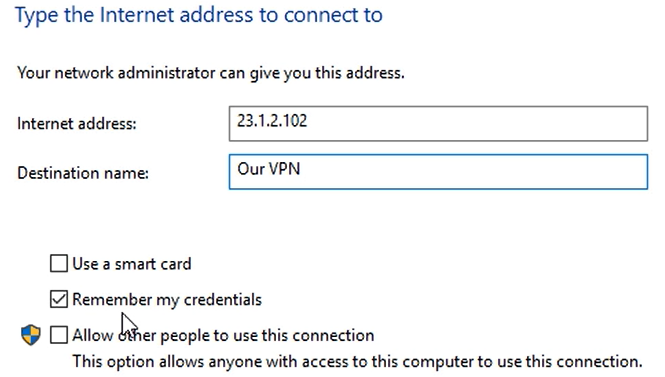 Type the Internet address to connect to
Your network administrator can give you this address.
Internet address: 23.1.2.102
Destination name: Our VPN
Use a smart card
Remember my credentials
Allow other people to use this connection
This option allows anyone with access to this computer to use this connection.